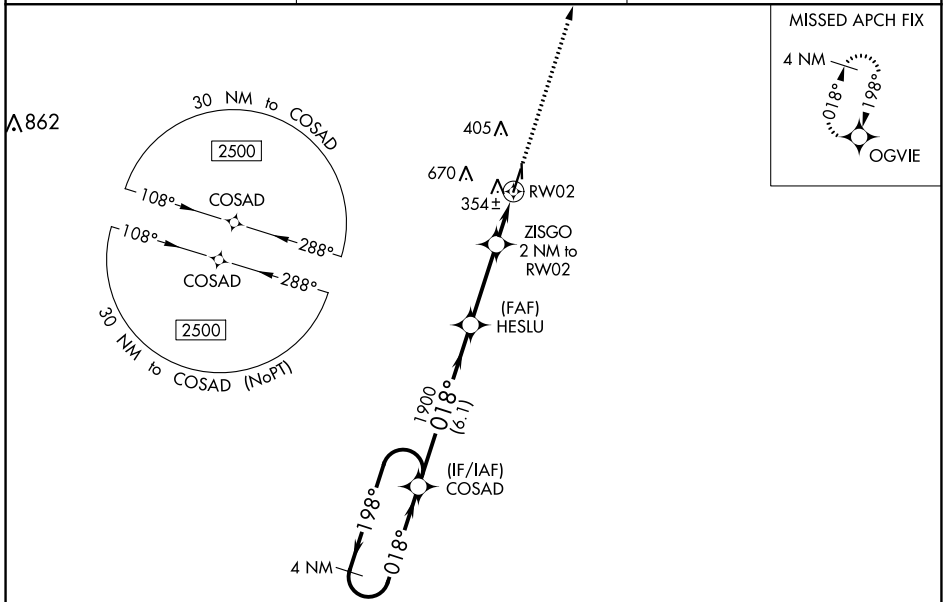 MISSED APCH FIX
4 NM
018°
198°
OGVIE
862
30 NM to COSAD
2500
COSAD
108°
288°
108°
288°
COSAD
2500
30 NM to COSAD (NoPT)
405
670
354±
RW02
ZISGO
2 NM to
RW02
(FAF)
HESLU
1900
018°
(6.1)
(IF/IAF)
COSAD
198°
018°
4 NM